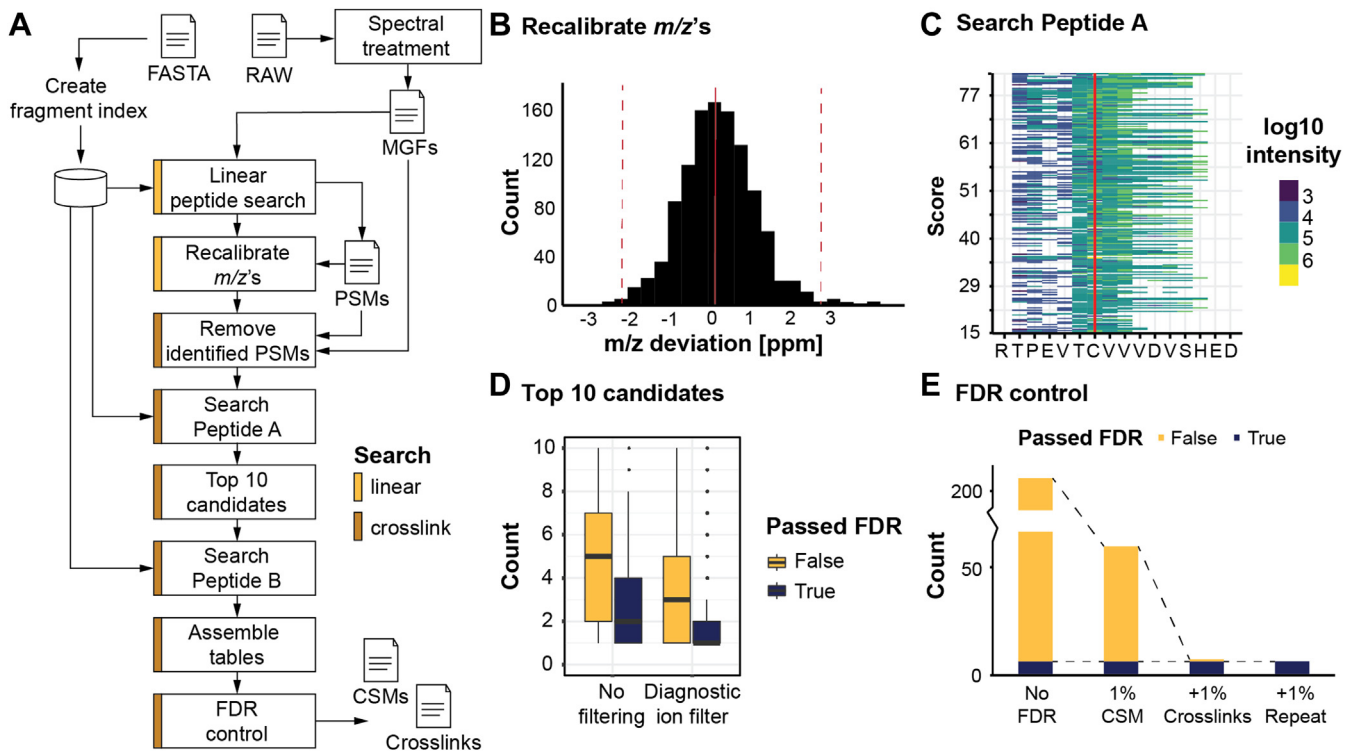 A
FASTA
RAW
Spectral
treatment
Create
fragment index
MGFs
Linear
peptide search
Recalibrate
m/z's
PSMs
Remove
identified PSMs
Search
Peptide A
Top 10
candidates
Search
Peptide B
Assemble
tables
FDR
control
CSMs
Crosslinks
Search
linear
crosslink
B Recalibrate m/z's
Count
160
120
80
40
0
-3 -2 -1 0 1 2 3
m/z deviation [ppm]
C Search Peptide A
Score
77
61
51
40
29
15
R T P E V T C V V V D V S H E D
log10
intensity
3
4
5
6
D Top 10 candidates
Count
10
8
6
4
2
0
No
filtering
Diagnostic
ion filter
Passed FDR
False
True
E FDR control
Passed FDR False True
Count
200
50
0
No
FDR
1%
CSM
+1%
Crosslinks
+1%
Repeat